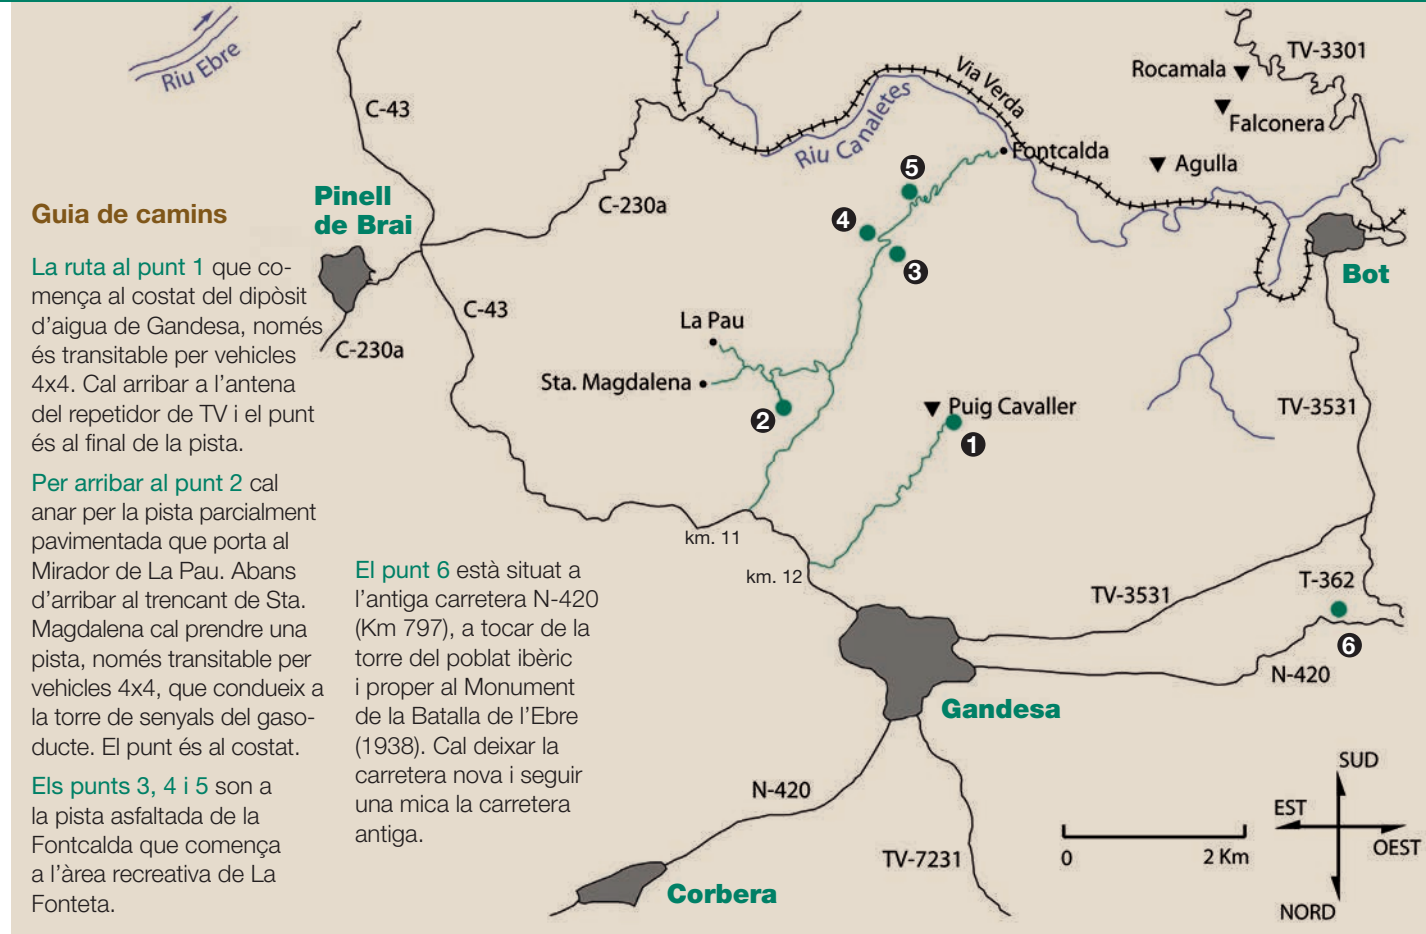 Guia de camins
La ruta al punt 1 que co-
mença al costat del dipòsit
d'aigua de Gandesa, només
és transitable per vehicles
4x4. Cal arribar a l'antena
del repetidor de TV i el punt
és al final de la pista.
Per arribar al punt 2 cal
anar per la pista parcialment
pavimentada que porta al
Mirador de La Pau. Abans
d'arribar al trencant de Sta.
Magdalena cal prendre una
pista, només transitable per
vehicles 4x4, que condueix a
la torre de senyals del gaso-
ducte. El punt és al costat.
Els punts 3, 4 i 5 son a
la pista asfaltada de la
Fontcalda que comença
a l'àrea recreativa de La
Fonteta.
El punt 6 està situat a
l'antiga carretera N-420
(Km 797), a tocar de la
torre del poblat ibèric
i proper al Monument
de la Batalla de l'Ebre
(1938). Cal deixar la
carretera nova i seguir
una mica la carretera
antiga.
Riu Ebre
C-43
Pinell
de Brai
C-230a
C-43
C-230a
Riu Canaletes
Via Verda
Fontcalda
TV-3301
Rocamala
Falconera
Agulla
Bot
5
4
3
La Pau
Sta. Magdalena
2
Puig Cavaller
1
TV-3531
km. 11
km. 12
TV-3531
T-362
6
N-420
Gandesa
N-420
TV-7231
Corbera
0
2 Km
SUD
EST
OEST
NORD